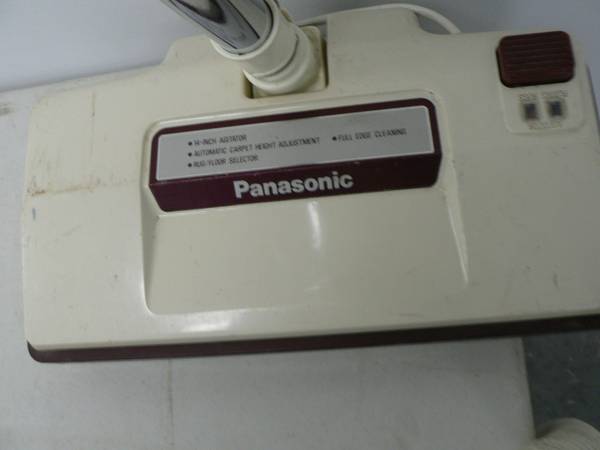 • 14-INCH AGITATOR
• AUTOMATIC CARPET HEIGHT ADJUSTMENT • FULL EDGE CLEANING
• RUG/FLOOR SELECTOR
Panasonic